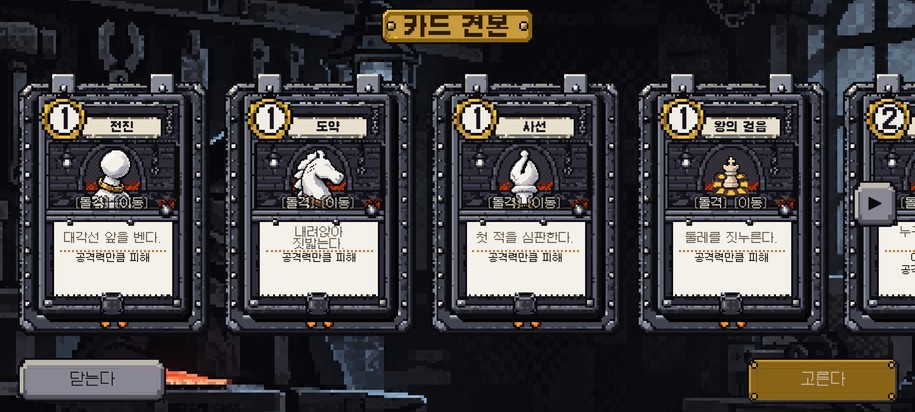 카드 견본
1
전진
[돌격] [이동]
대각선 앞을 벤다.
공격력만큼 피해
1
도약
[돌격] [이동]
내려앉아
짓밟는다.
공격력만큼 피해
1
사선
[돌격] [이동]
첫 적을 심판한다.
공격력만큼 피해
1
왕의 걸음
[돌격] [이동]
둘레를 짓누른다.
공격력만큼 피해
2
닫는다
고른다